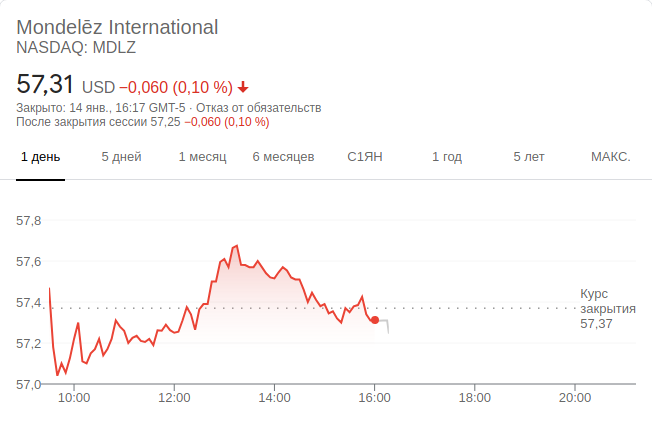 Mondelēz International
NASDAQ: MDLZ
57,31 USD −0,060 (0,10 %)
Закрыто: 14 янв., 16:17 GMT-5 · Отказ от обязательств
После закрытия сессии 57,25 −0,060 (0,10 %)
1 день 5 дней 1 месяц 6 месяцев С1ЯН 1 год 5 лет МАКС.
57,8
57,6
57,4
Курс
закрытия
57,37
57,2
57,0
10:00 12:00 14:00 16:00 18:00 20:00